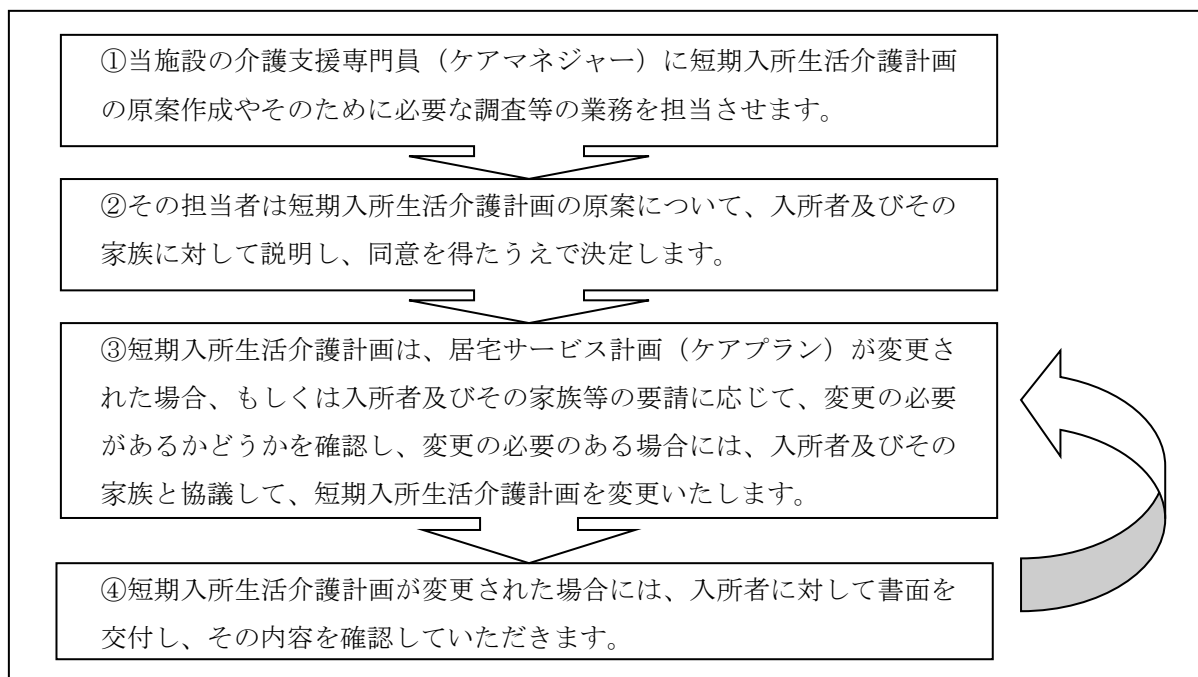 ①当施設の介護支援専門員（ケアマネジャー）に短期入所生活介護計画
の原案作成やそのために必要な調査等の業務を担当させます。
②その担当者は短期入所生活介護計画の原案について、入所者及びその
家族に対して説明し、同意を得たうえで決定します。
③短期入所生活介護計画は、居宅サービス計画（ケアプラン）が変更さ
れた場合、もしくは入所者及びその家族等の要請に応じて、変更の必要
があるかどうかを確認し、変更の必要のある場合には、入所者及びその
家族と協議して、短期入所生活介護計画を変更いたします。
④短期入所生活介護計画が変更された場合には、入所者に対して書面を
交付し、その内容を確認していただきます。